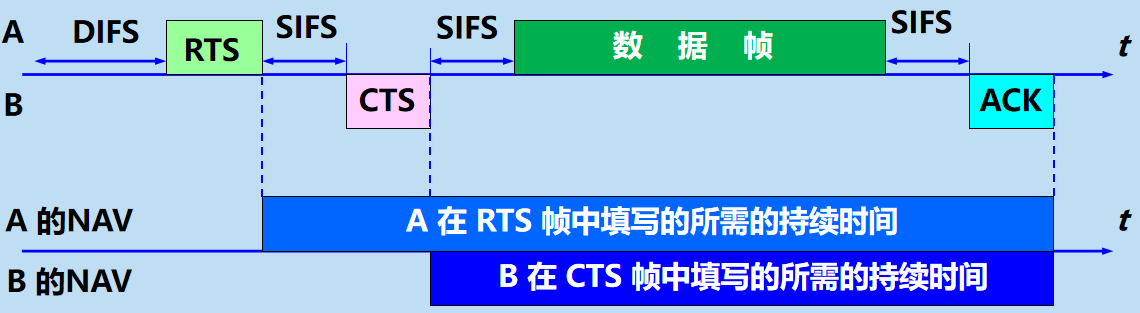 A DIFS RTS SIFS SIFS 数 据 帧 SIFS t
B CTS ACK
A 的NAV A 在 RTS 帧中填写的所需的持续时间 t
B 的NAV B 在 CTS 帧中填写的所需的持续时间